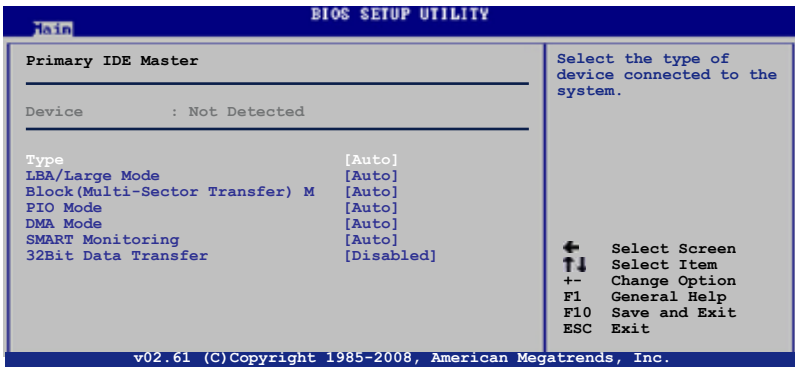 BIOS SETUP UTILITY
Main
Primary IDE Master
Device : Not Detected
Type [Auto]
LBA/Large Mode [Auto]
Block(Multi-Sector Transfer) M [Auto]
PIO Mode [Auto]
DMA Mode [Auto]
SMART Monitoring [Auto]
32Bit Data Transfer [Disabled]
Select the type of
device connected to the
system.
← Select Screen
↑↓ Select Item
+- Change Option
F1 General Help
F10 Save and Exit
ESC Exit
v02.61 (C)Copyright 1985-2008, American Megatrends, Inc.